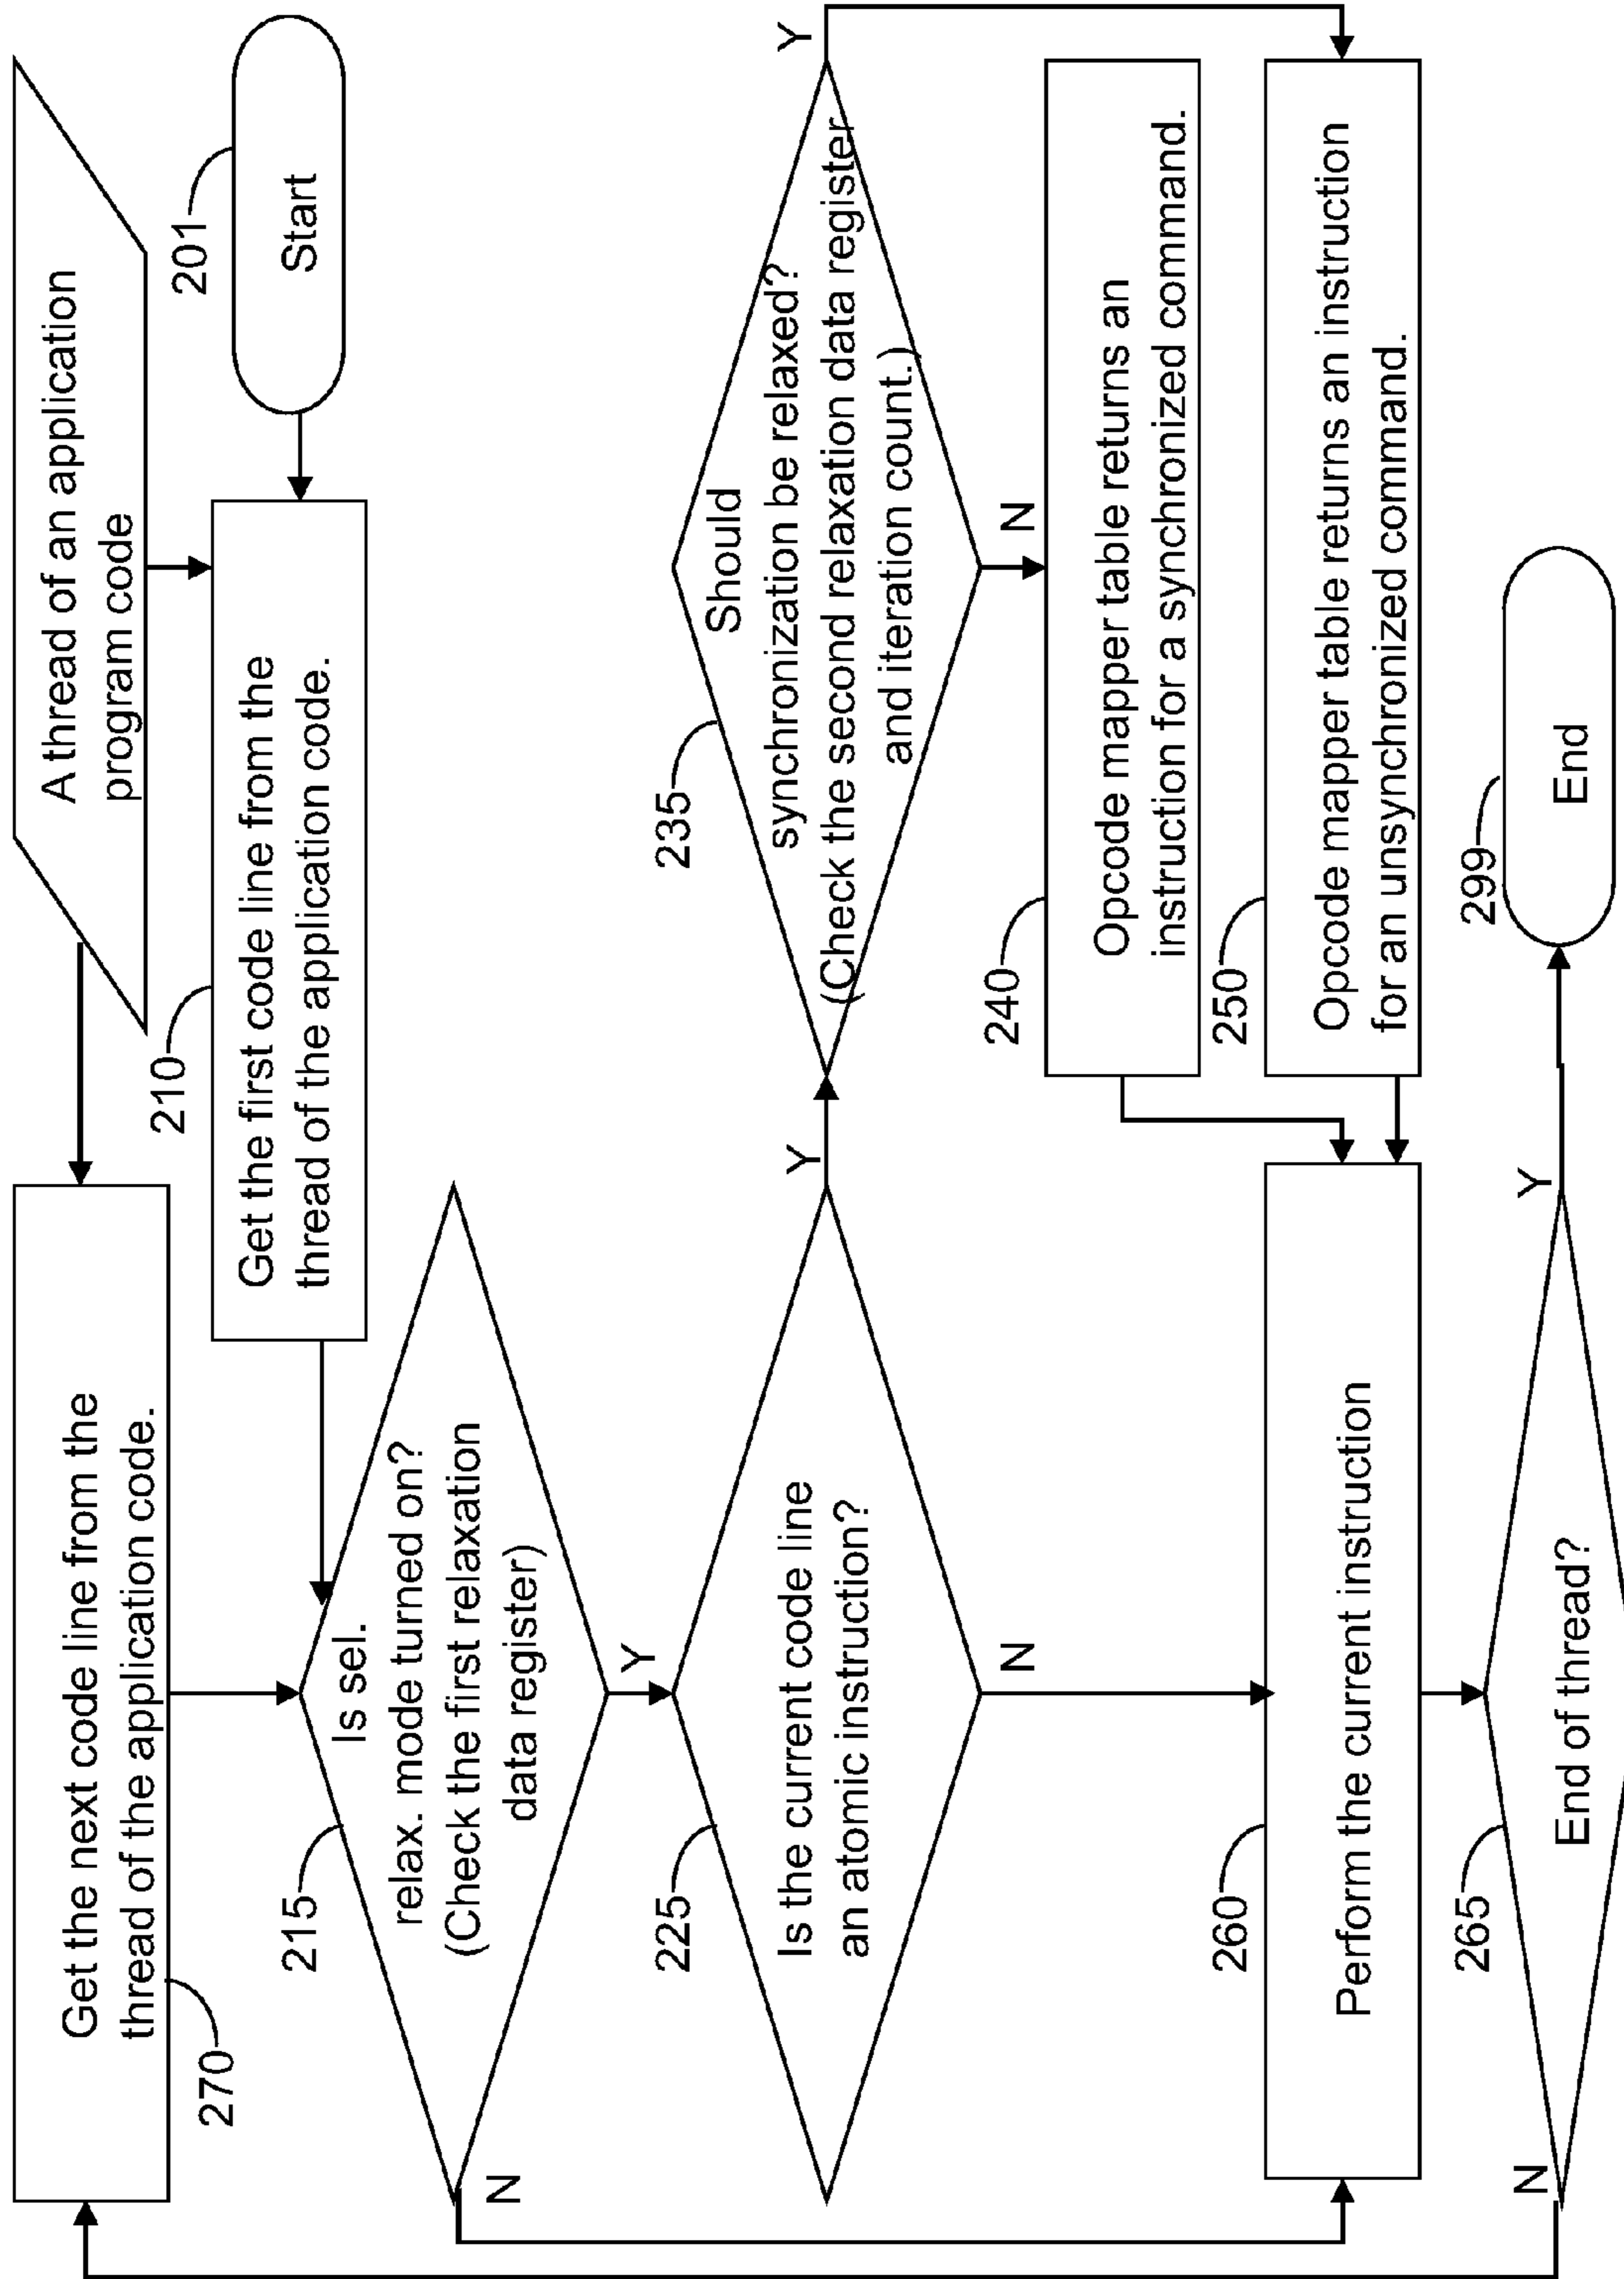 A thread of an application
program code
201
Start
210
Get the first code line from the
thread of the application code.
Get the next code line from the
thread of the application code.
270
215
Is sel.
relax. mode turned on?
(Check the first relaxation
data register)
Y
N
225
Is the current code line
an atomic instruction?
Y
N
235
Should
synchronization be relaxed?
(Check the second relaxation data register
and iteration count.)
Y
N
240
Opcode mapper table returns an
instruction for a synchronized command.
250
Opcode mapper table returns an instruction
for an unsynchronized command.
260
Perform the current instruction
265
End of thread?
N
Y
299
End